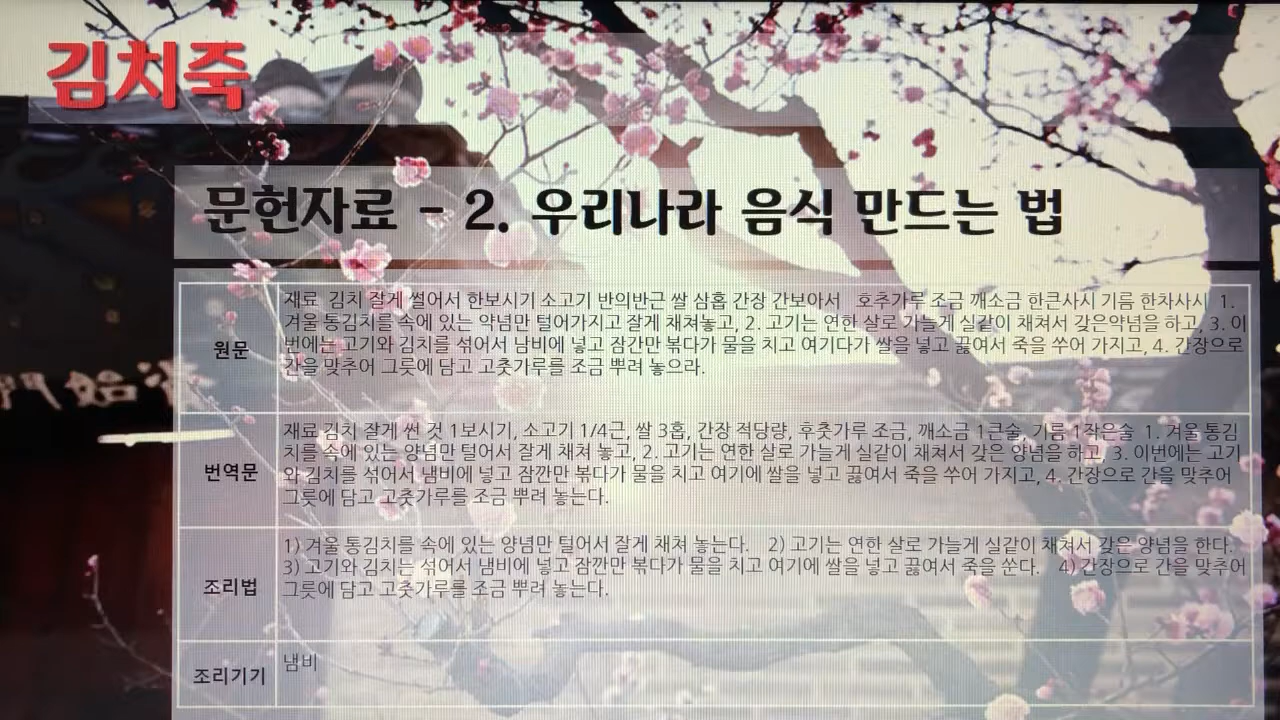 김치죽
문헌자료 - 2. 우리나라 음식 만드는 법
원문
재료 김치 잘게 썰어서 한보시기 소고기 반의반근 쌀 삼홉 간장 간보아서 호추가루 조금 깨소금 한큰사시 기름 한차사시 1.
겨울 통김치를 속에 있는 약념만 털어가지고 잘게 채쳐놓고, 2. 고기는 연한 살로 가늘게 실같이 채쳐서 갖은약념을 하고, 3. 이
번에는 고기와 김치를 섞어서 남비에 넣고 잠간만 볶다가 물을 치고 여기다가 쌀을 넣고 끓여서 죽을 쑤어 가지고, 4. 간장으로
간을 맞추어 그릇에 담고 고춧가루를 조금 뿌려 놓으라.
번역문
재료 김치 잘게 썬 것 1보시기, 소고기 1/4근, 쌀 3홉, 간장 적당량, 후춧가루 조금, 깨소금 1큰술, 기름 1작은술 1. 겨울 통김
치를 속에 있는 양념만 털어서 잘게 채쳐 놓고, 2. 고기는 연한 살로 가늘게 실같이 채쳐서 갖은 양념을 하고, 3. 이번에는 고기
와 김치를 섞어서 냄비에 넣고 잠깐만 볶다가 물을 치고 여기에 쌀을 넣고 끓여서 죽을 쑤어 가지고, 4. 간장으로 간을 맞추어
그릇에 담고 고춧가루를 조금 뿌려 놓는다.
조리법
1) 겨울 통김치를 속에 있는 양념만 털어서 잘게 채쳐 놓는다. 2) 고기는 연한 살로 가늘게 실같이 채쳐서 갖은 양념을 한다.
3) 고기와 김치는 섞어서 냄비에 넣고 잠깐만 볶다가 물을 치고 여기에 쌀을 넣고 끓여서 죽을 쑨다. 4) 간장으로 간을 맞추어
그릇에 담고 고춧가루를 조금 뿌려 놓는다.
조리기기
냄비